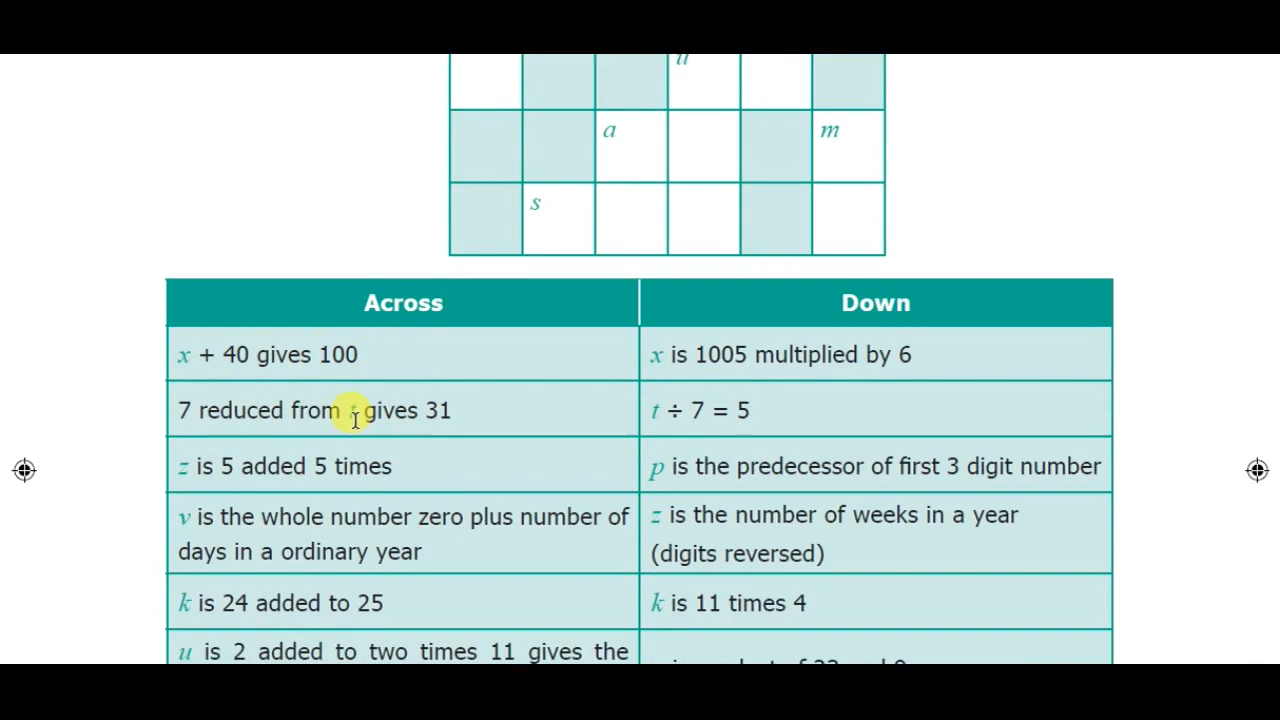 u
a
m
s
Across
Down
x + 40 gives 100
x is 1005 multiplied by 6
7 reduced from t gives 31
t ÷ 7 = 5
z is 5 added 5 times
p is the predecessor of first 3 digit number
v is the whole number zero plus number of
days in a ordinary year
z is the number of weeks in a year
(digits reversed)
k is 24 added to 25
k is 11 times 4
u is 2 added to two times 11 gives the